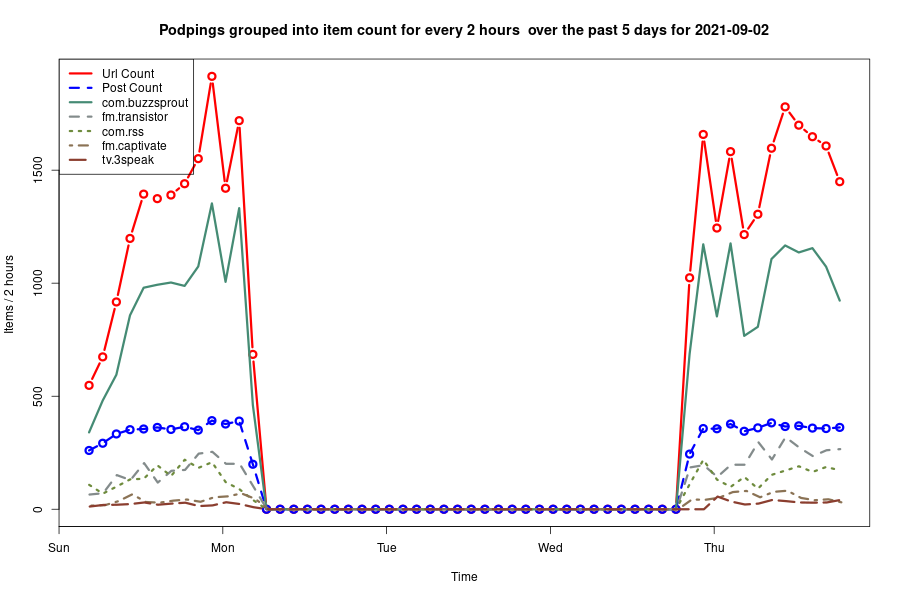 Podpings grouped into item count for every 2 hours  over the past 5 days for 2021-09-02
Url Count
Post Count
com.buzzsprout
fm.transistor
com.rss
fm.captivate
tv.3speak
Items / 2 hours
1500
1000
500
0
Sun
Mon
Tue
Wed
Thu
Time